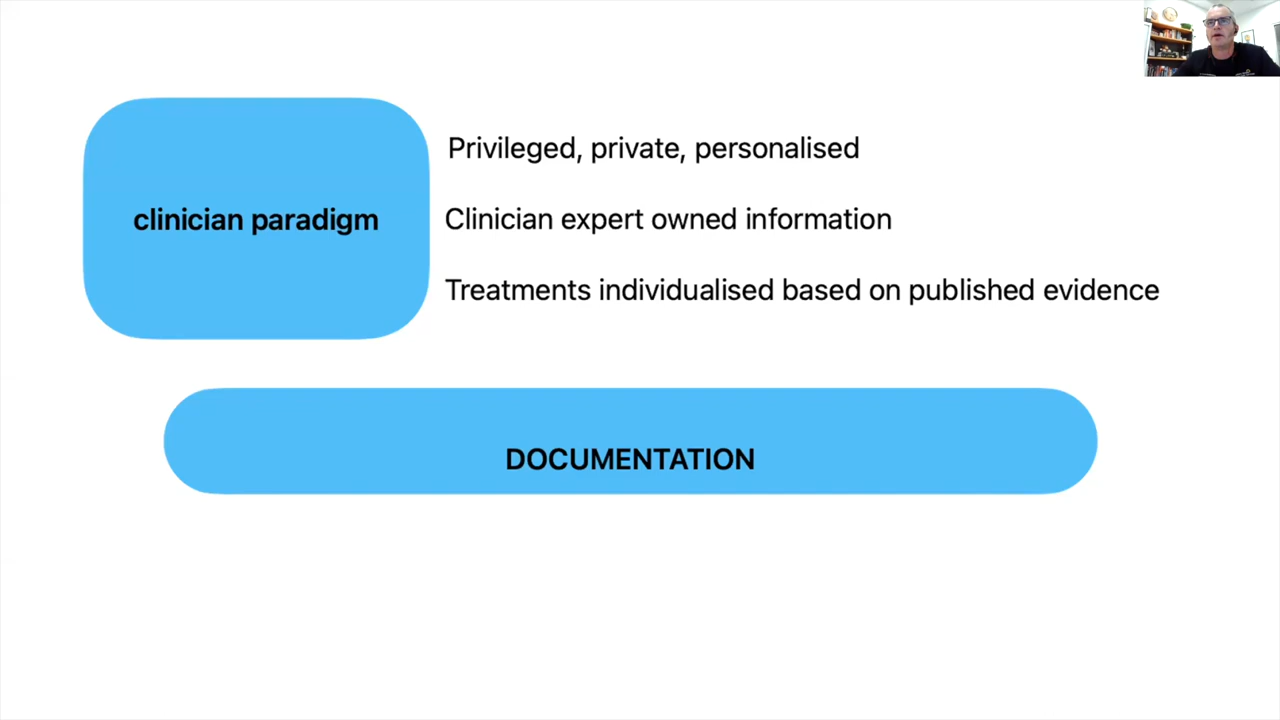 Privileged, private, personalised
clinician paradigm
Clinician expert owned information
Treatments individualised based on published evidence
DOCUMENTATION